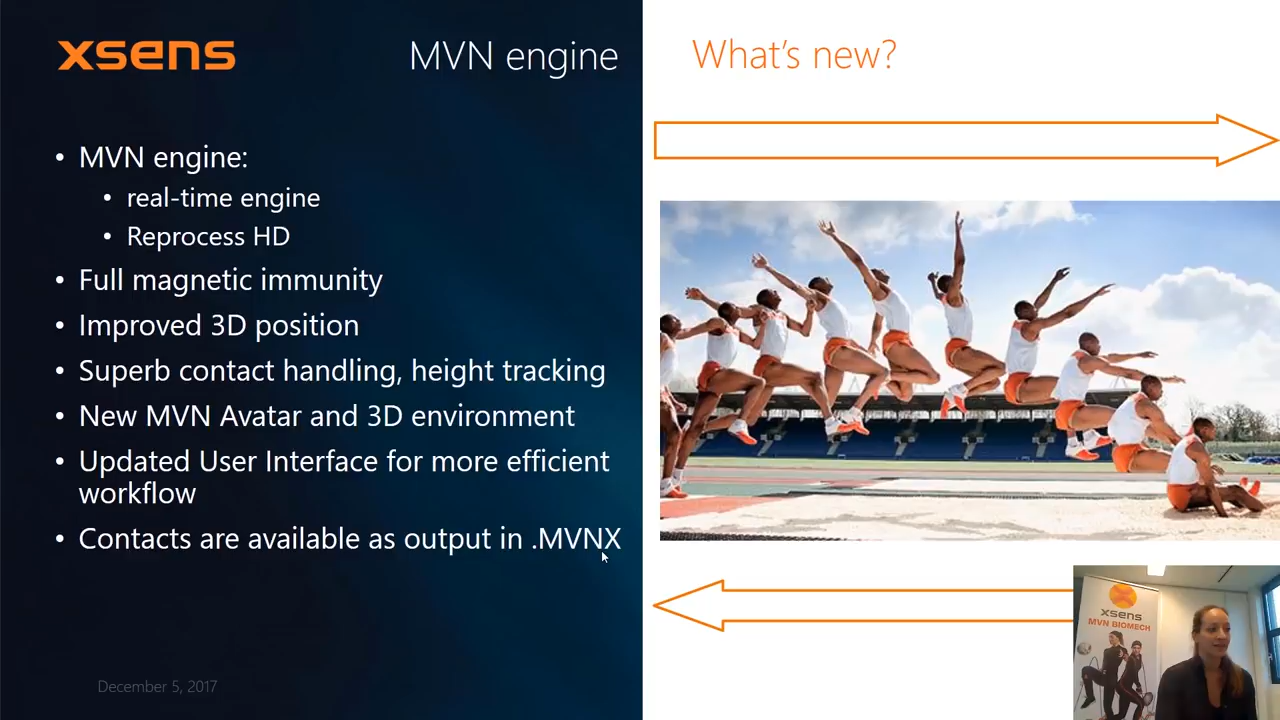 xsens
MVN engine
What's new?
• MVN engine:
• real-time engine
• Reprocess HD
• Full magnetic immunity
• Improved 3D position
• Superb contact handling, height tracking
• New MVN Avatar and 3D environment
• Updated User Interface for more efficient
workflow
• Contacts are available as output in .MVNX
December 5, 2017
xsens
MVN BIOMECH